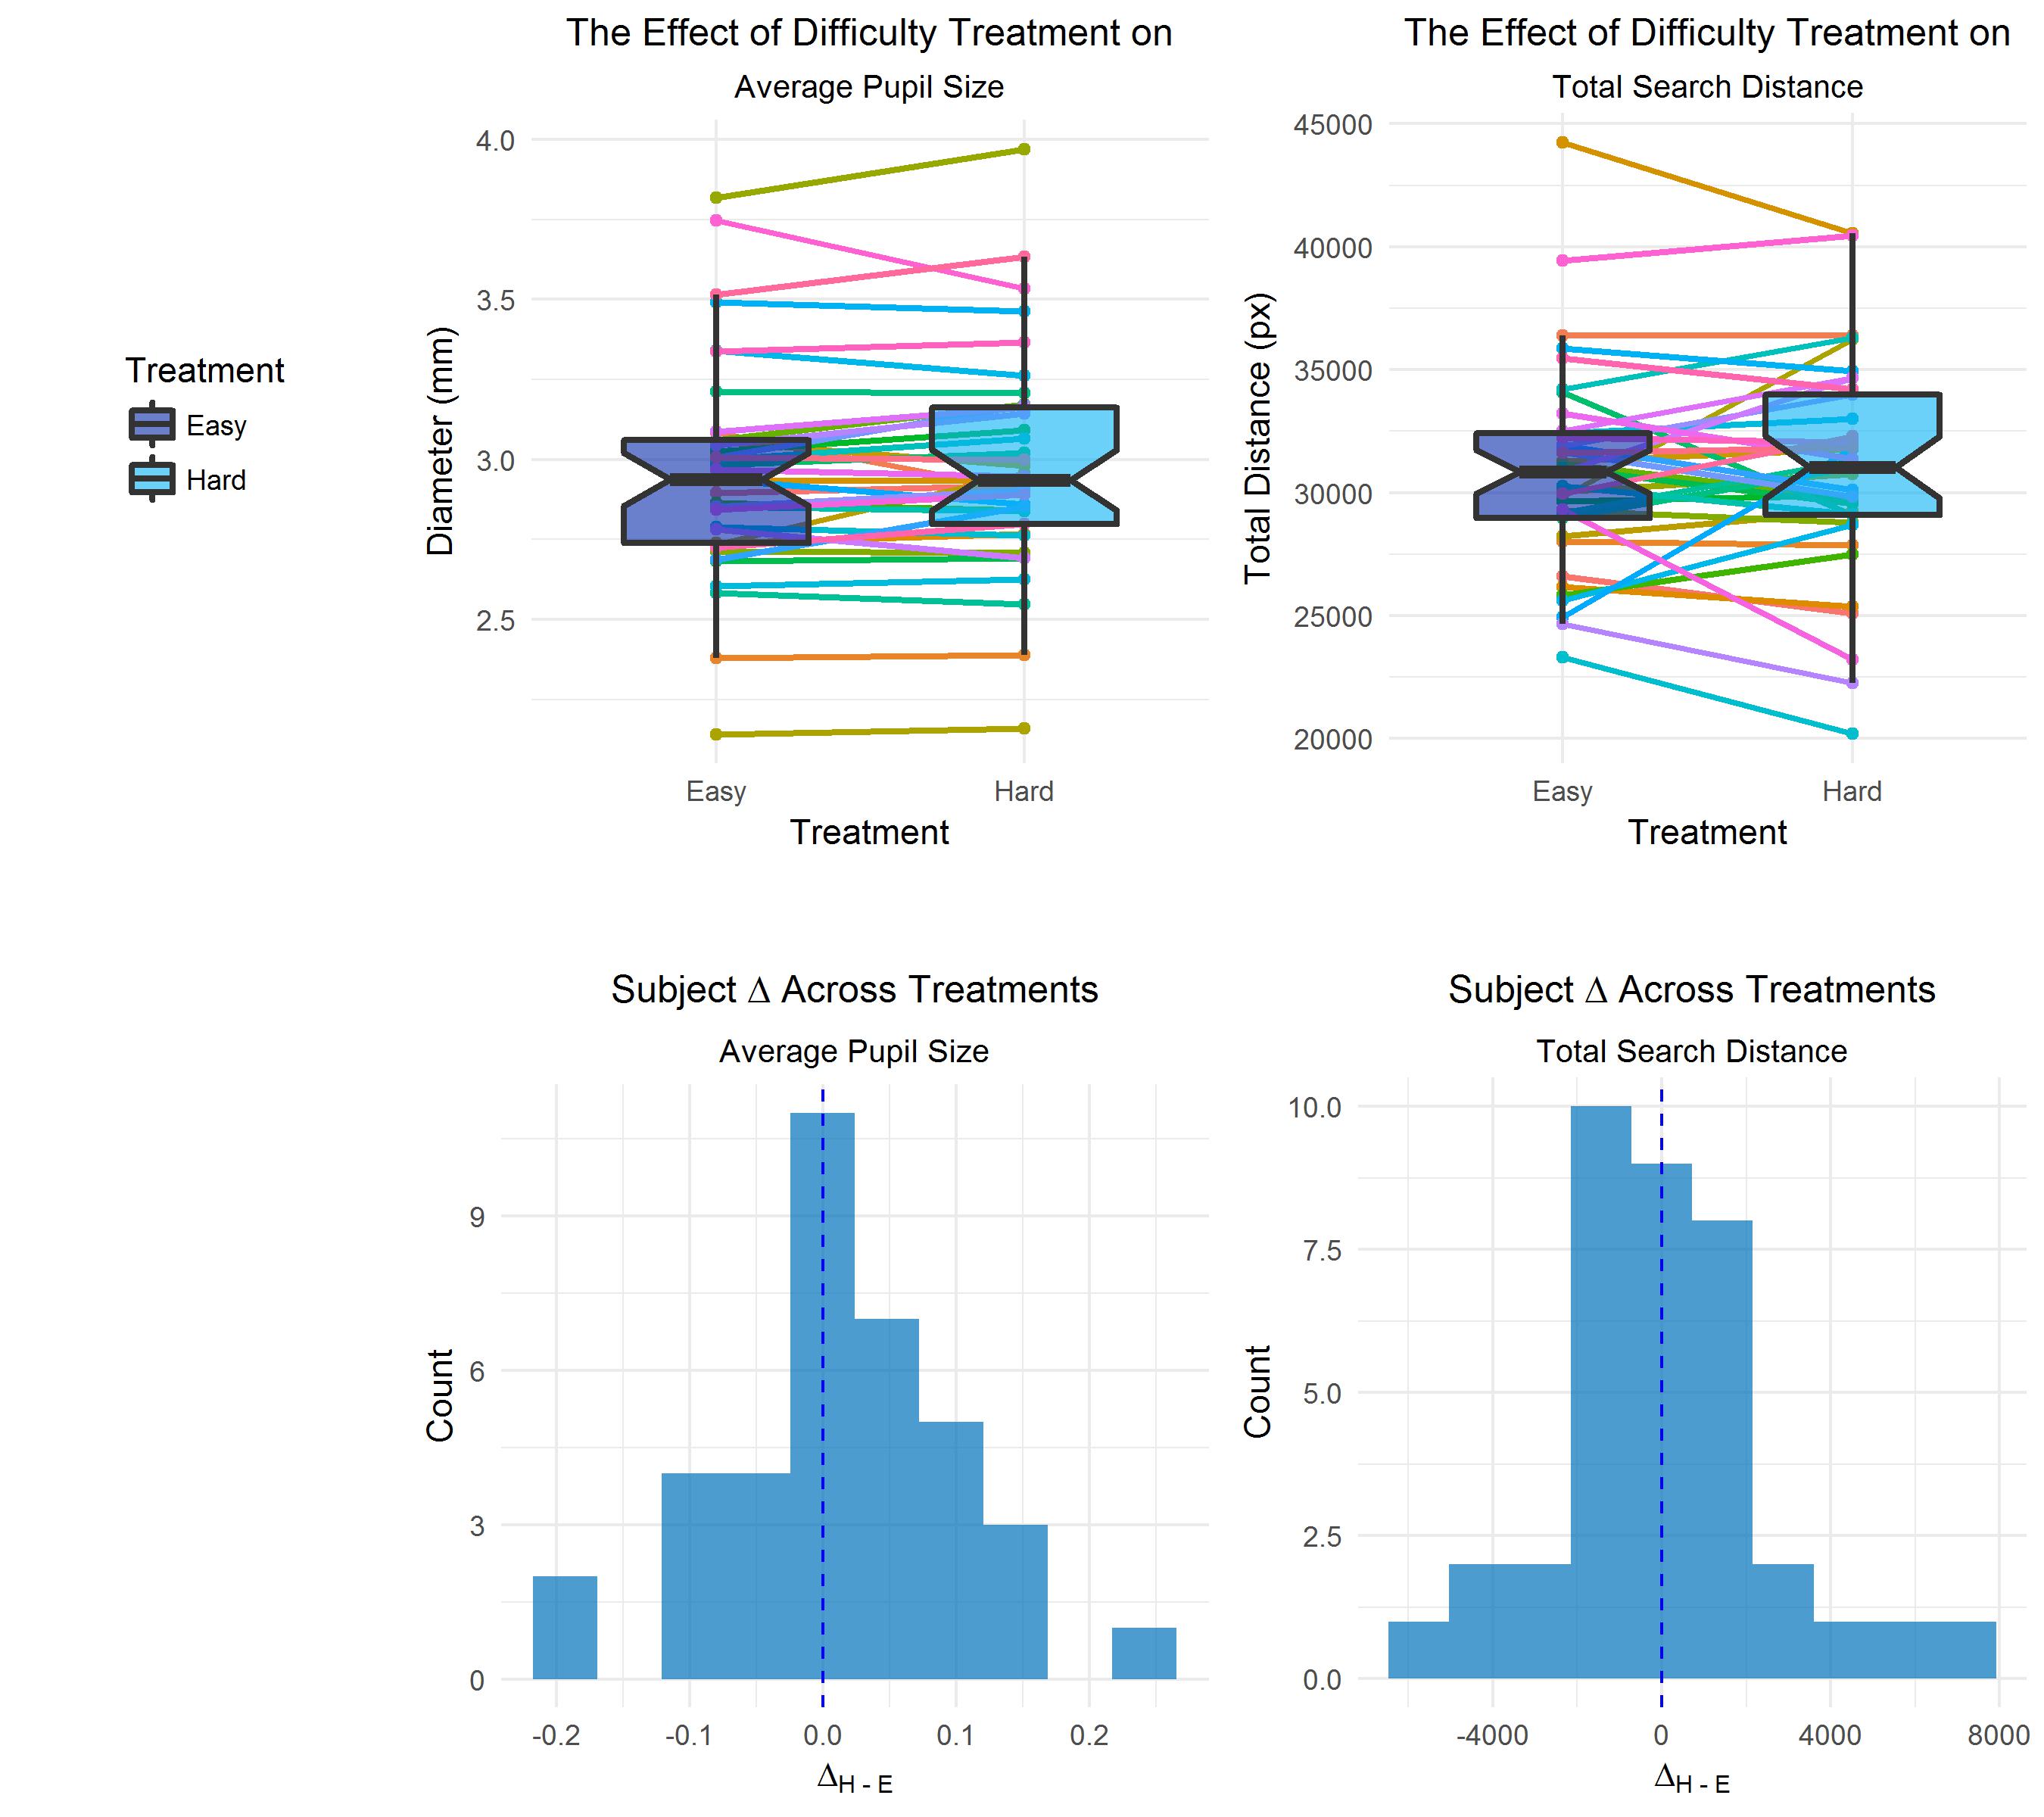 The Effect of Difficulty Treatment on
Average Pupil Size
4.0
3.5
3.0
2.5
Diameter (mm)
Easy
Hard
Treatment
The Effect of Difficulty Treatment on
Total Search Distance
45000
40000
35000
30000
25000
20000
Total Distance (px)
Easy
Hard
Treatment
Treatment
Easy
Hard
Subject Δ Across Treatments
Average Pupil Size
9
6
3
0
Count
-0.2
-0.1
0.0
0.1
0.2
ΔH - E
Subject Δ Across Treatments
Total Search Distance
10.0
7.5
5.0
2.5
0.0
Count
-4000
0
4000
8000
ΔH - E